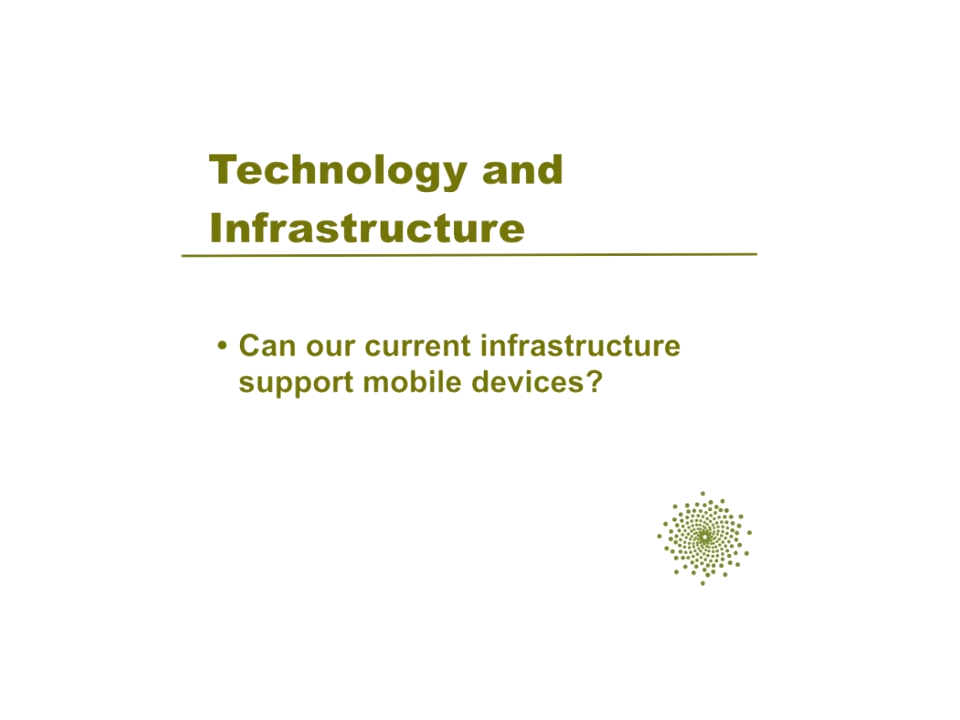 Technology and
Infrastructure
• Can our current infrastructure
support mobile devices?